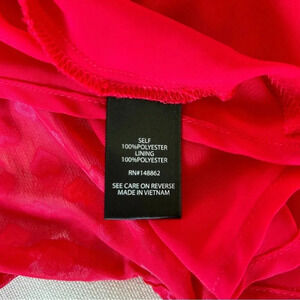 SELF
100%POLYESTER
LINING
100%POLYESTER
RN#148862
SEE CARE ON REVERSE
MADE IN VIETNAM